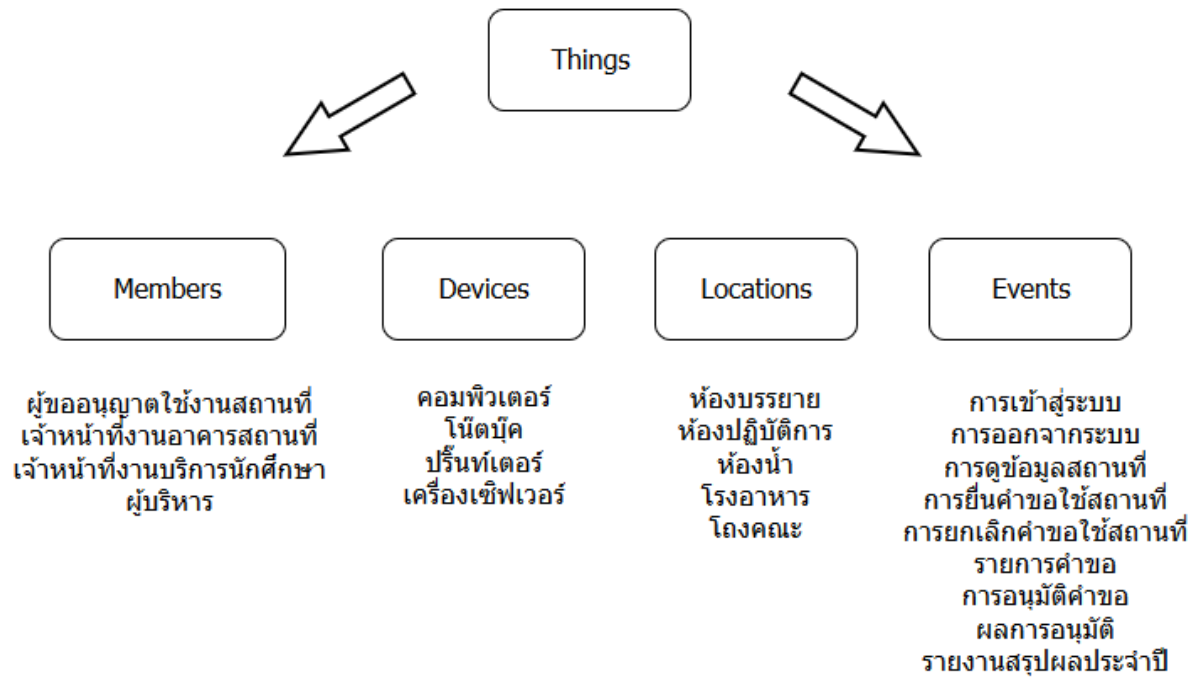 Things
Members
Devices
Locations
Events
ผู้ขออนุญาตใช้งานสถานที่
เจ้าหน้าที่งานอาคารสถานที่
เจ้าหน้าที่งานบริการนักศึกษา
ผู้บริหาร
คอมพิวเตอร์
โน๊ตบุ๊ค
ปริ๊นท์เตอร์
เครื่องเซิฟเวอร์
ห้องบรรยาย
ห้องปฏิบัติการ
ห้องน้ำ
โรงอาหาร
โถงคณะ
การเข้าสู่ระบบ
การออกจากระบบ
การดูข้อมูลสถานที่
การยื่นคำขอใช้สถานที่
การยกเลิกคำขอใช้สถานที่
รายการคำขอ
การอนุมัติคำขอ
ผลการอนุมัติ
รายงานสรุปผลประจำปี